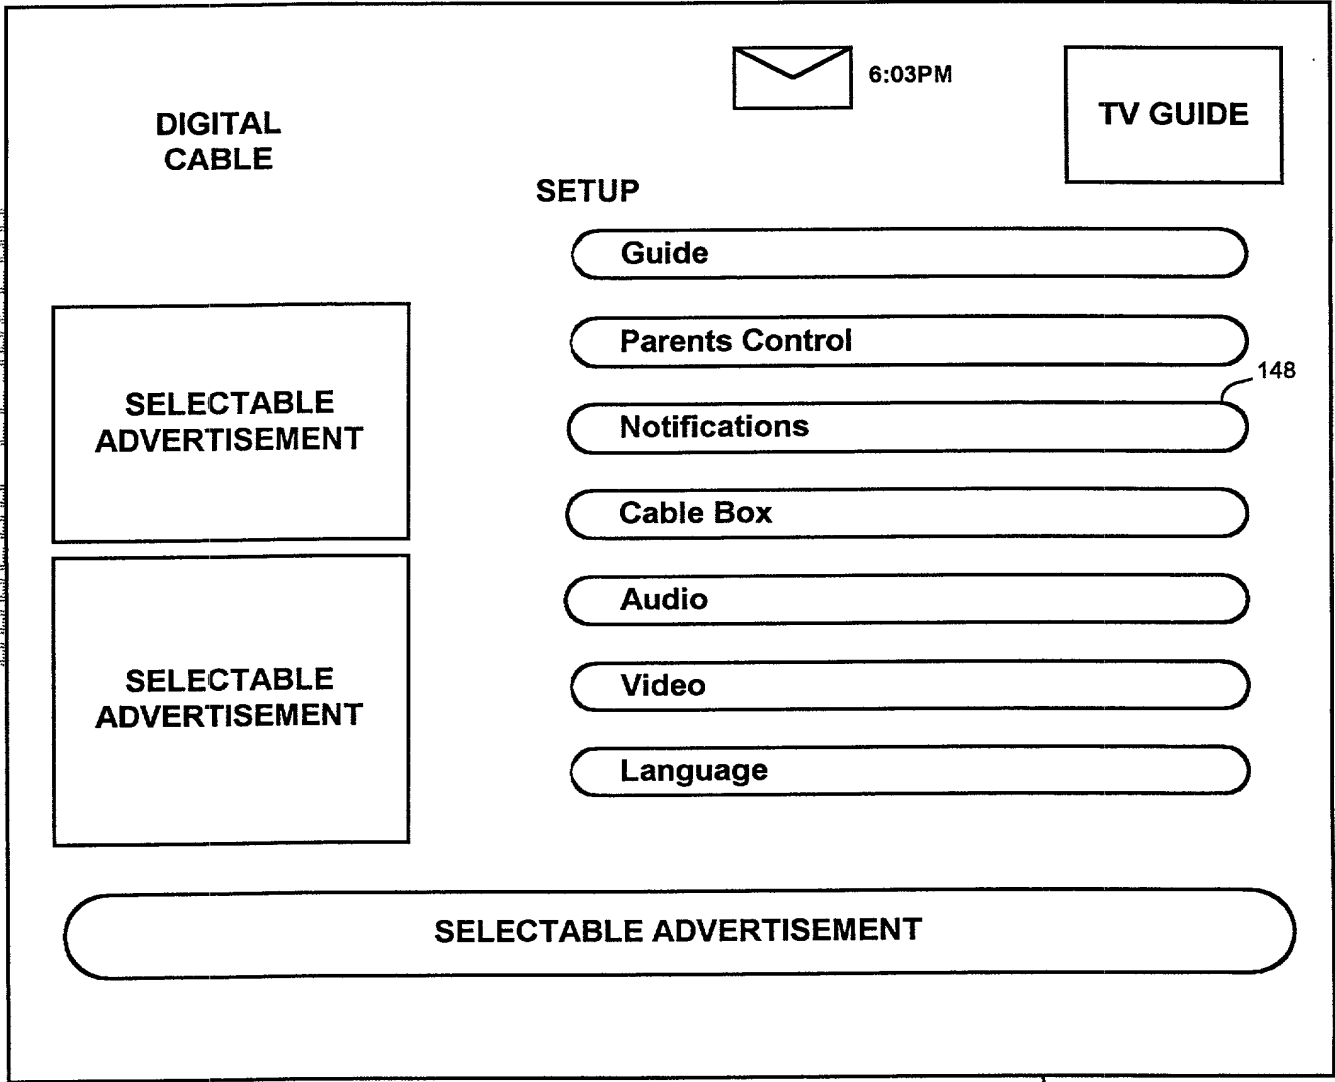 6:03PM
TV GUIDE
DIGITAL
CABLE
SETUP
Guide
Parents Control
148
Notifications
Cable Box
Audio
Video
Language
SELECTABLE
ADVERTISEMENT
SELECTABLE
ADVERTISEMENT
SELECTABLE ADVERTISEMENT